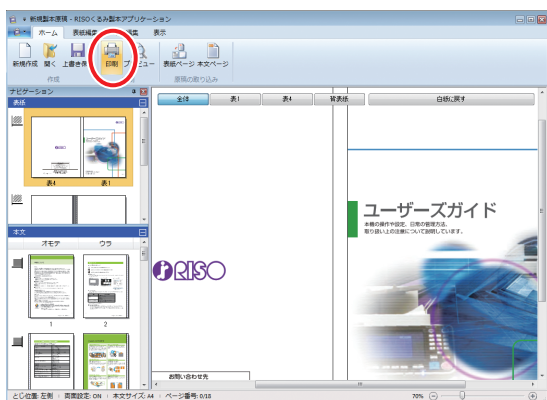 新規製本原稿 - RISOくるみ製本アプリケーション
ホーム 表紙編集 集 表示
新規作成 開く 上書き保 印刷 プ ビュー 表紙ページ 本文ページ
作成 原稿の取り込み
ナビゲーション
表紙
全体 表1 表4 背表紙 白紙に戻す
表4 表1
本文
オモテ ウラ
1 2
ユーザーズガイド
本機の操作や設定、日常の管理方法、
取り扱い上の注意について説明しています。
RISO
お問い合わせ先
とじ位置: 左側 両面設定: ON 本文サイズ: A4 ページ番号: 0/18 70%